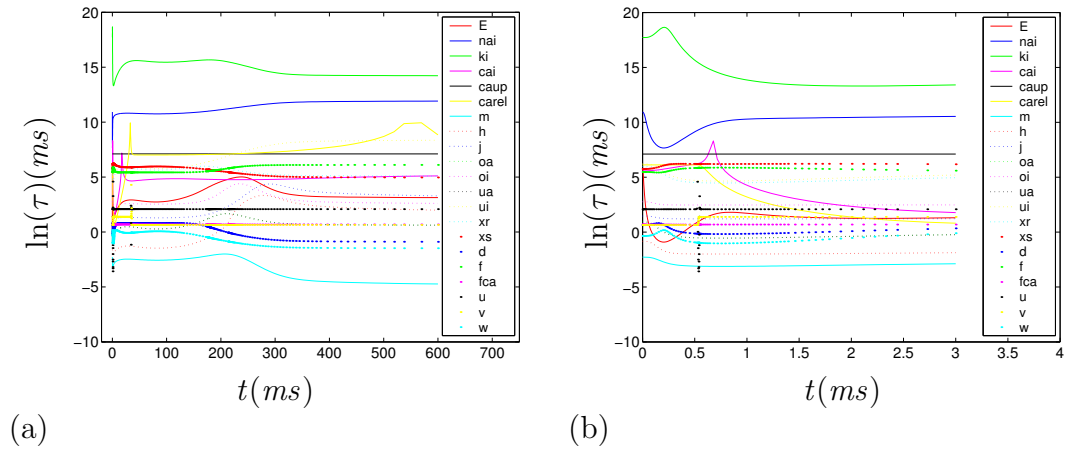 20
15
10
5
0
−5
−10
0 100 200 300 400 500 600 700
ln(τ)(ms)
t(ms)
E
nai
ki
cai
caup
carel
m
h
j
oa
oi
ua
ui
xr
xs
d
f
fca
u
v
w
(a)
20
15
10
5
0
−5
−10
0 0.5 1 1.5 2 2.5 3 3.5 4
ln(τ)(ms)
t(ms)
E
nai
ki
cai
caup
carel
m
h
j
oa
oi
ua
ui
xr
xs
d
f
fca
u
v
w
(b)